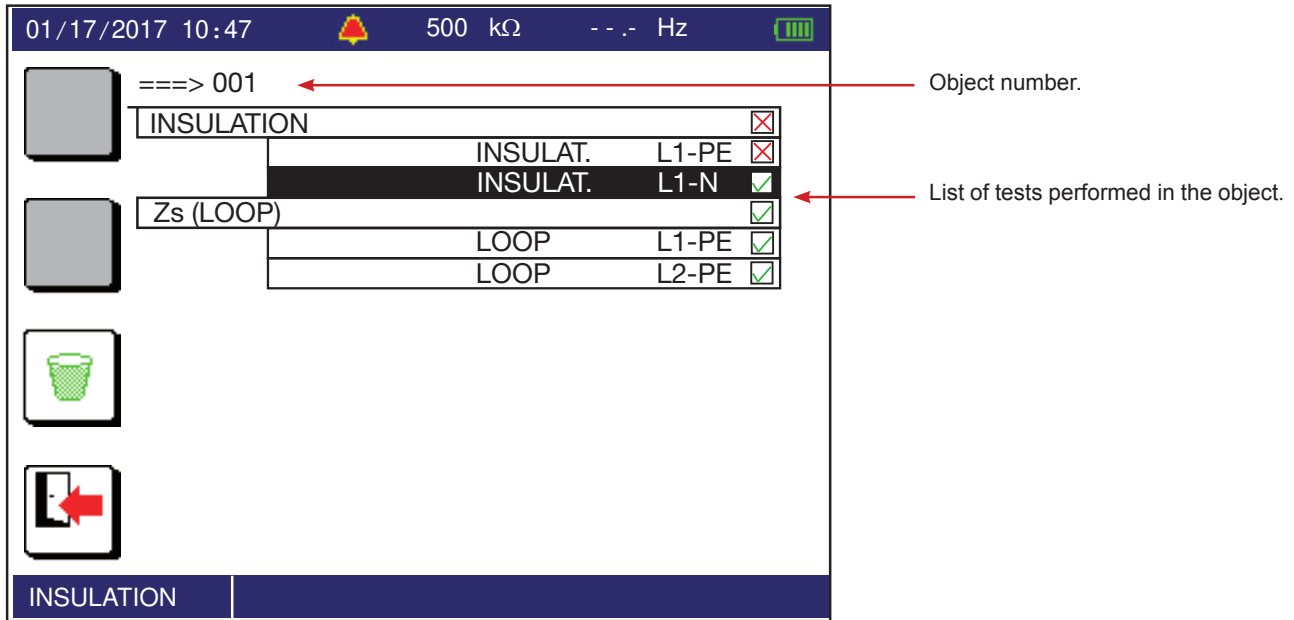 01/17/2017 10:47 500 kΩ - - .- Hz
===> 001
Object number.
INSULATION
INSULAT. L1-PE
INSULAT. L1-N
List of tests performed in the object.
Zs (LOOP)
LOOP L1-PE
LOOP L2-PE
INSULATION